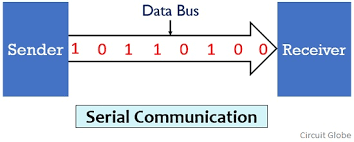 Data Bus
Sender 1 0 1 1 0 1 0 0 Receiver
Serial Communication
Circuit Globe